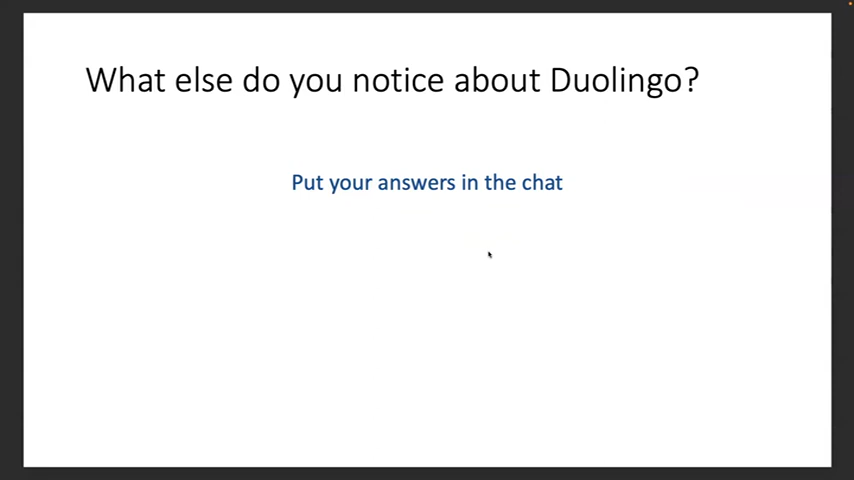 What else do you notice about Duolingo?
Put your answers in the chat